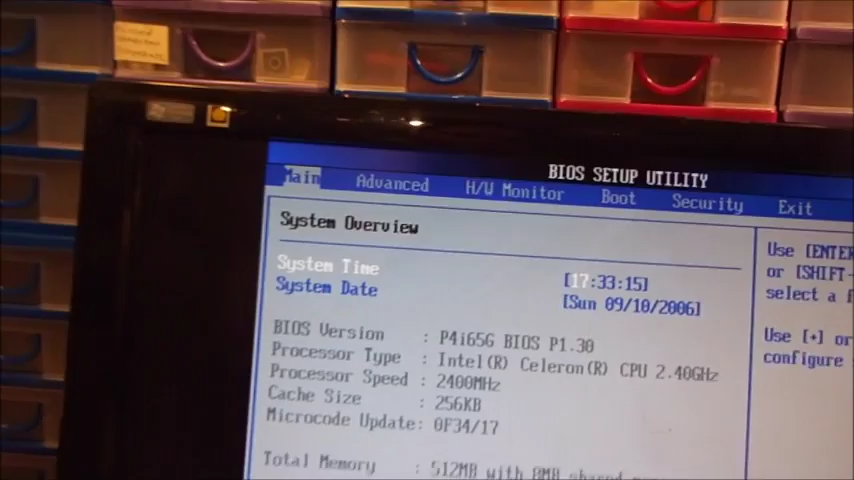 BIOS SETUP UTILITY
Main Advanced H/W Monitor Boot Security Exit
System Overview
System Time [17:33:15]
System Date [Sun 09/10/2006]
BIOS Version : P4i65G BIOS P1.30
Processor Type : Intel(R) Celeron(R) CPU 2.40GHz
Processor Speed : 2400MHz
Cache Size : 256KB
Microcode Update: 0F34/17
Total Memory : 512MB with 8MB shared
Use [ENTER
or [SHIFT-
select a f
Use [+] or
configure